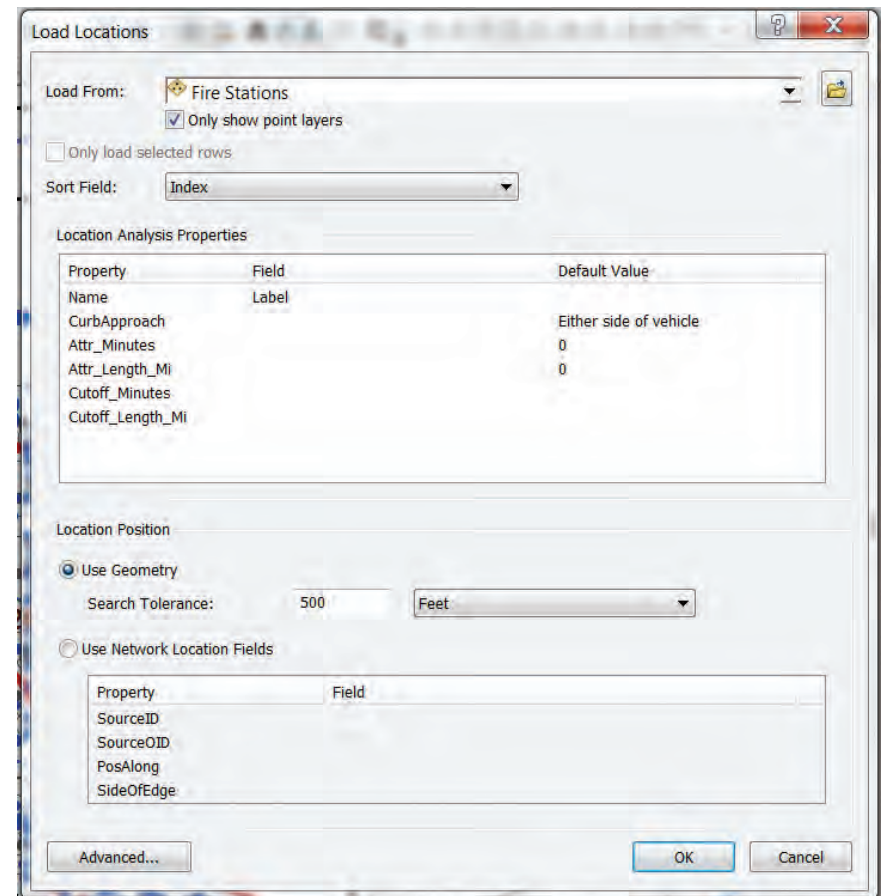 Load Locations
Load From: Fire Stations
Only show point layers
Only load selected rows
Sort Field: Index
Location Analysis Properties
Property Field Default Value
Name Label
CurbApproach Either side of vehicle
Attr_Minutes 0
Attr_Length_Mi 0
Cutoff_Minutes
Cutoff_Length_Mi
Location Position
Use Geometry
Search Tolerance: 500 Feet
Use Network Location Fields
Property Field
SourceID
SourceOID
PosAlong
SideOfEdge
Advanced... OK Cancel